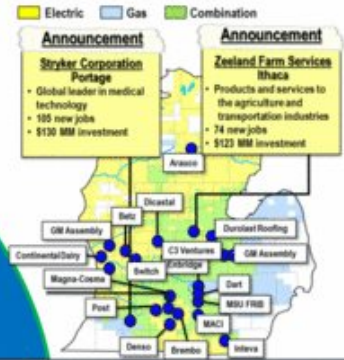 Electric Gas Combination
Announcement
Stryker Corporation
Portage
• Global leader in medical
technology
• 105 new jobs
• $130 MM investment
Announcement
Zeeland Farm Services
Ithaca
• Products and services to
the agriculture and
transportation industries
• 74 new jobs
• $123 MM investment
Arauco
Dicastal
Betz
GM Assembly
Durolast Roofing
Continental Dairy
C3 Ventures
GM Assembly
Switch
Enbridge
Magna-Cosma
Dart
Post
MSU FRIB
MACI
Denso
Brembo
Inteva